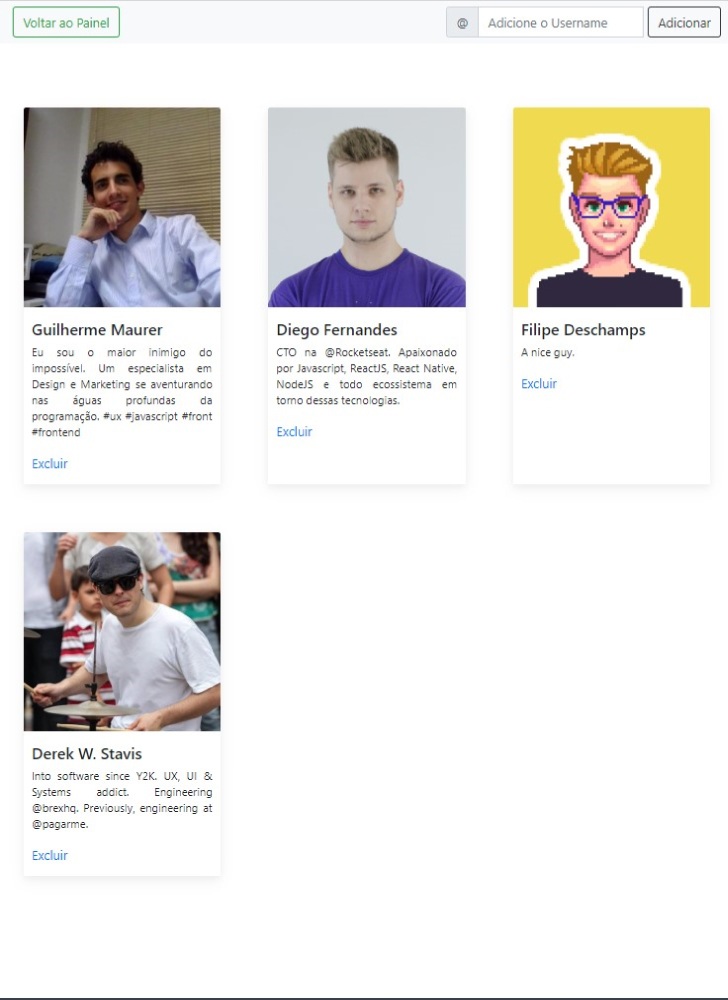 Voltar ao Painel
@ Adicione o Username Adicionar
Guilherme Maurer
Eu sou o maior inimigo do
impossível. Um especialista em
Design e Marketing se aventurando
nas águas profundas da
programação. #ux #javascript #front
#frontend
Excluir
Diego Fernandes
CTO na @Rocketseat. Apaixonado
por Javascript, ReactJS, React Native,
NodeJS e todo ecossistema em
torno dessas tecnologias.
Excluir
Filipe Deschamps
A nice guy.
Excluir
Derek W. Stavis
Into software since Y2K. UX, UI &
Systems addict. Engineering
@brexhq. Previously, engineering at
@pagarme.
Excluir